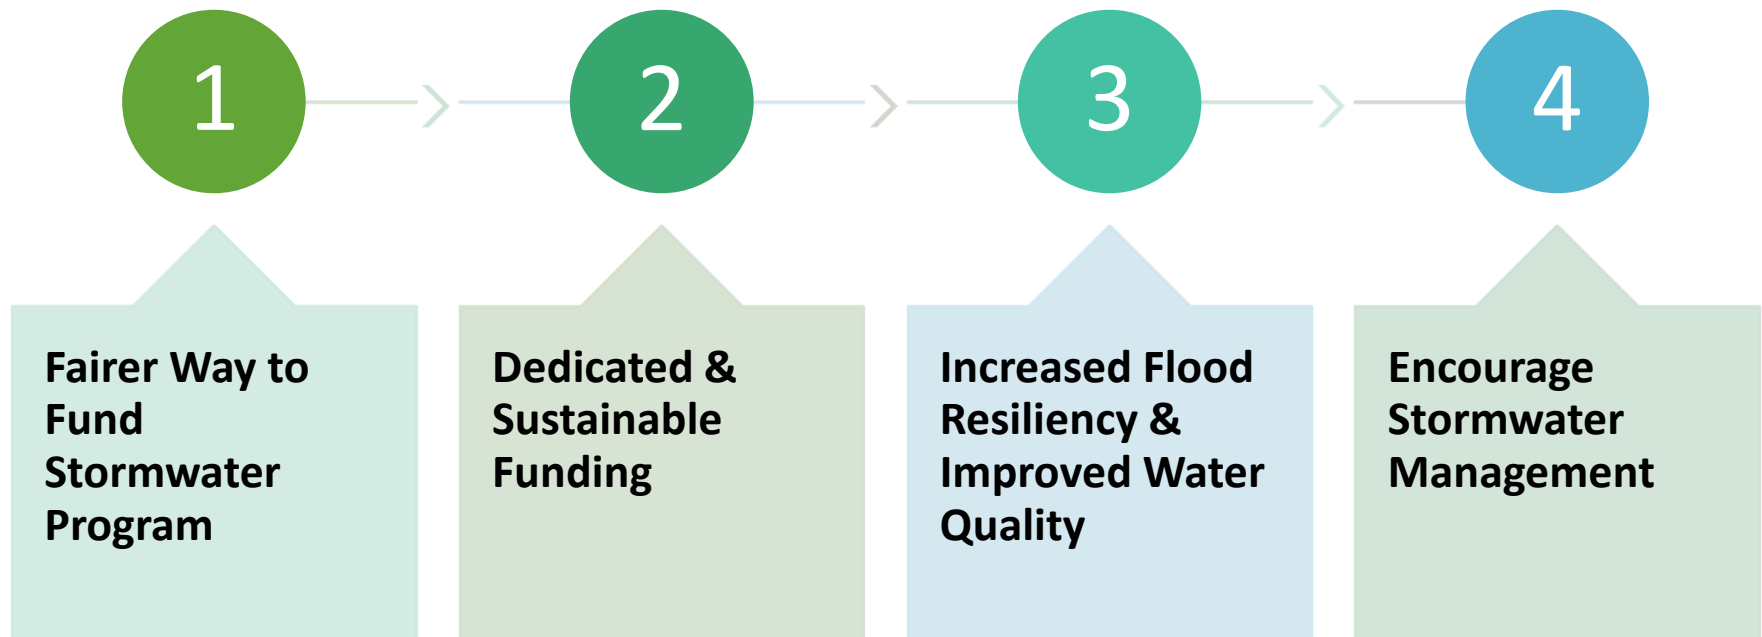 1
2
3
4
Fairer Way to
Fund
Stormwater
Program
Dedicated &
Sustainable
Funding
Increased Flood
Resiliency &
Improved Water
Quality
Encourage
Stormwater
Management